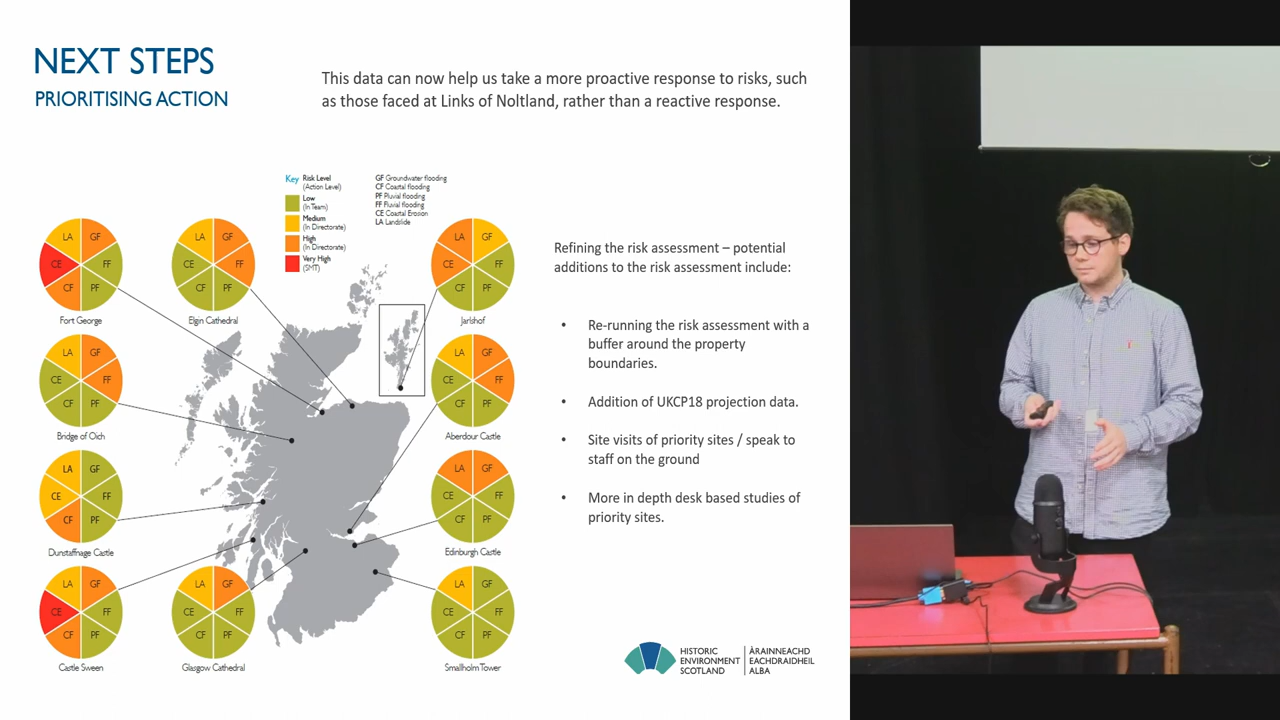 NEXT STEPS
PRIORITISING ACTION
This data can now help us take a more proactive response to risks, such
as those faced at Links of Noltland, rather than a reactive response.
Key
Risk Level
(Action Level)
Low
(In Team)
Medium
(In Directorate)
High
(In Directorate)
Very High
(SMT)
GF Groundwater flooding
CF Coastal flooding
PF Pluvial flooding
FF Fluvial flooding
CE Coastal Erosion
LA Landslide
LA GF
CE FF
CF PF
Fort George
LA GF
CE FF
CF PF
Elgin Cathedral
LA GF
CE FF
CF PF
Jarlshof
LA GF
CE FF
CF PF
Bridge of Oich
LA GF
CE FF
CF PF
Aberdour Castle
LA GF
CE FF
CF PF
Dunstaffnage Castle
LA GF
CE FF
CF PF
Edinburgh Castle
LA GF
CE FF
CF PF
Castle Sween
LA GF
CE FF
CF PF
Glasgow Cathedral
LA GF
CE FF
CF PF
Smallholm Tower
Refining the risk assessment – potential
additions to the risk assessment include:
• Re-running the risk assessment with a
buffer around the property
boundaries.
• Addition of UKCP18 projection data.
• Site visits of priority sites / speak to
staff on the ground
• More in depth desk based studies of
priority sites.
HISTORIC
ENVIRONMENT
SCOTLAND
ÀRAINNEACHD
EACHDRAIDHEIL
ALBA